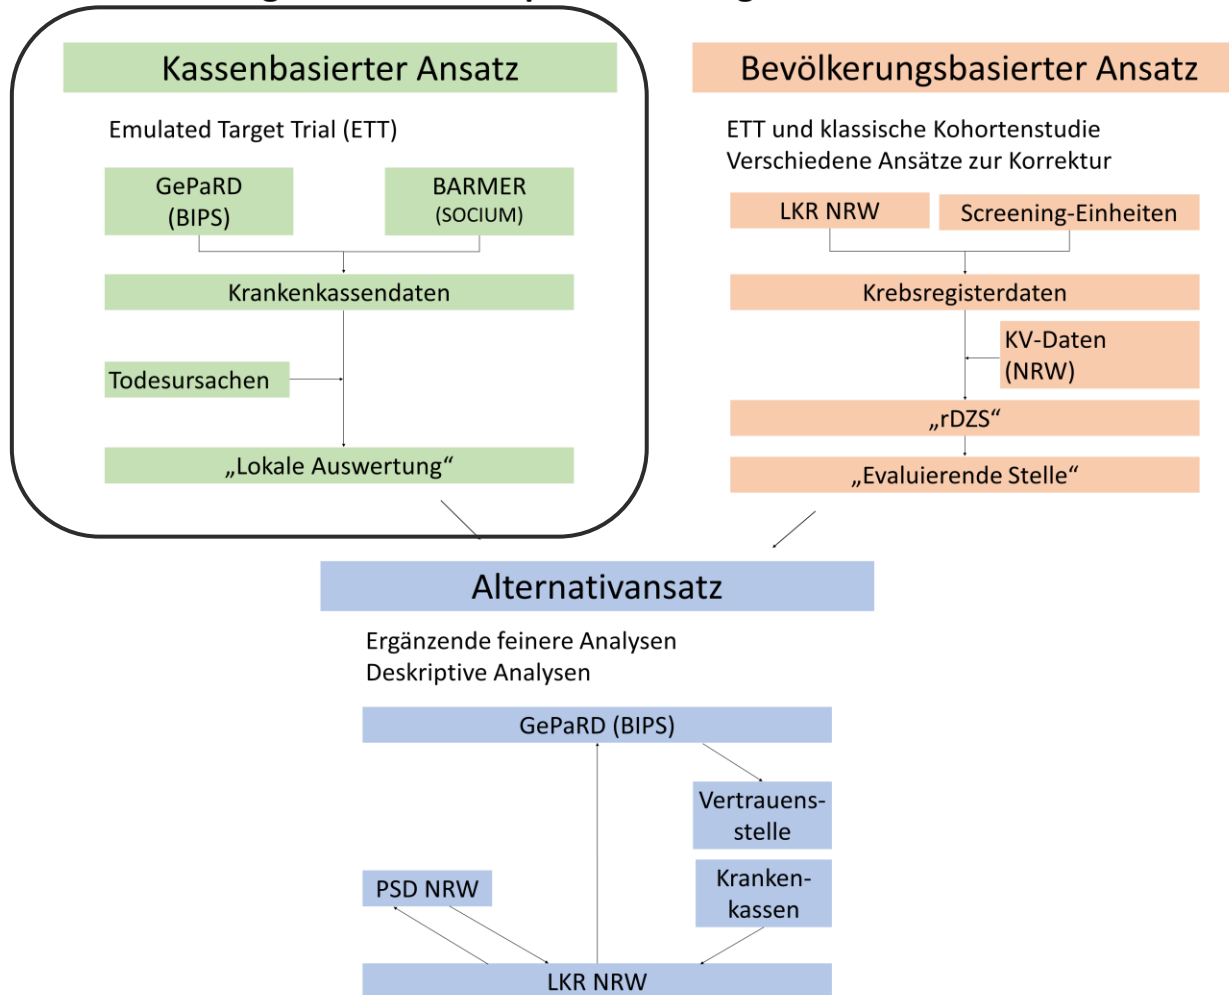 Kassenbasierter Ansatz
Emulated Target Trial (ETT)
GePaRD
(BIPS)
BARMER
(SOCIUM)
Krankenkassendaten
Todesursachen
„Lokale Auswertung“
Bevölkerungsbasierter Ansatz
ETT und klassische Kohortenstudie
Verschiedene Ansätze zur Korrektur
LKR NRW
Screening-Einheiten
Krebsregisterdaten
KV-Daten
(NRW)
„rDZS“
„Evaluierende Stelle“
Alternativansatz
Ergänzende feinere Analysen
Deskriptive Analysen
GePaRD (BIPS)
Vertrauens-
stelle
Kranken-
kassen
PSD NRW
LKR NRW